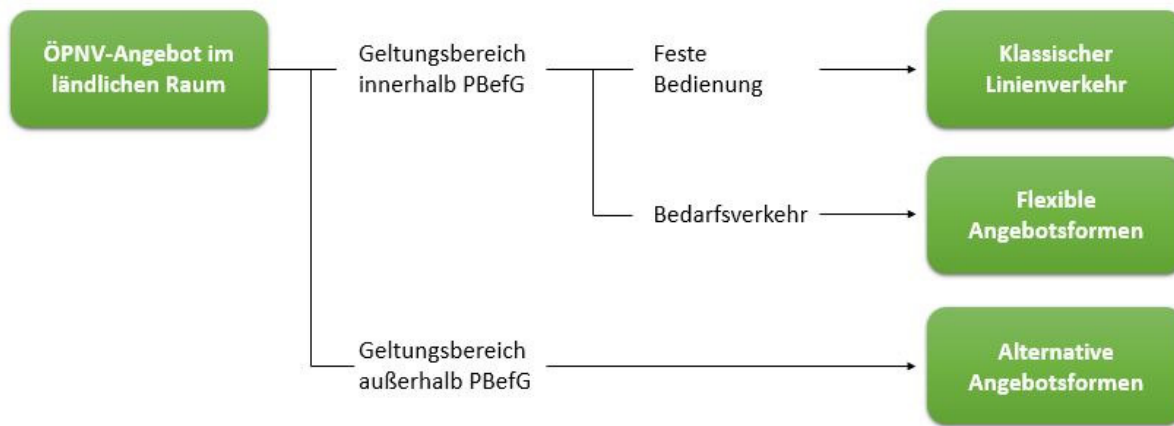 ÖPNV-Angebot im
ländlichen Raum
Geltungsbereich
innerhalb PBefG
Feste
Bedienung
Klassischer
Linienverkehr
Bedarfsverkehr
Flexible
Angebotsformen
Geltungsbereich
außerhalb PBefG
Alternative
Angebotsformen